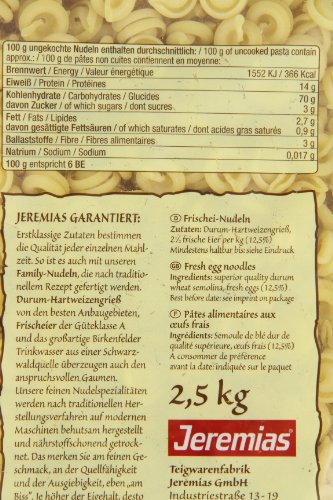 100 g ungekochte Nudeln enthalten durchschnittlich: / 100 g of uncooked pasta contain
approx.: / 100 g de pâtes non cuites contiennent en moyenne:
Brennwert / Energy / Valeur énergétique 1552 KJ / 366 Kcal
Eiweiß / Protein / Protéines 14 g
Kohlenhydrate / Carbohydrates / Glucides 70 g
davon Zucker / of which sugars / dont sucres 3 g
Fett / Fats / Lipides 2,7 g
davon gesättigte Fettsäuren / of which saturates / dont acides gras saturés 0,9 g
Ballaststoffe / Fibre / Fibres alimentaires 3 g
Natrium / Sodium / Sodium 0,017 g
100 g entspricht 6 BE
JEREMIAS GARANTIERT:
Erstklassige Zutaten bestimmen
die Qualität jeder einzelnen Mahl-
zeit. So ist es auch mit unseren
Family-Nudeln, die nach traditio-
nellem Rezept gefertigt werden.
Durum-Hartweizengrieß
von den besten Anbaugebieten,
Frischeier der Güteklasse A
und das großartige Birkenfelder
Trinkwasser aus einer Schwarz-
waldquelle überzeugen auch den
anspruchsvollen Gaumen.
Unsere feinen Nudelspezialitäten
werden nach traditionellen Her-
stellungsverfahren auf modernen
Maschinen behutsam hergestellt
und nährstoffschonend getrock-
net. Das merken Sie am feinen Ge-
schmack, an der Quellfähigkeit
und der Ausgiebigkeit, eben „am
Biss". Je höher der Eigehalt, desto
D Frischei-Nudeln
Zutaten: Durum-Hartweizengrieß,
2½ frische Eier per kg (12,5%)
Mindestens haltbar bis: siehe Eindruck
GB Fresh egg noodles
Ingredients: superior quality durum
wheat semolina, fresh eggs (12,5%)
Best before date: see imprint on package
F Pâtes alimentaires aux
œufs frais
Ingrédients: Semoule de blé dur de
qualité supérieure, œufs frais (12,5%)
A consommer de préférence
avant la date: indiquée sur le paquet
2,5 kg
Jeremias®
Teigwarenfabrik
Jeremias GmbH
Industriestraße 13 - 19